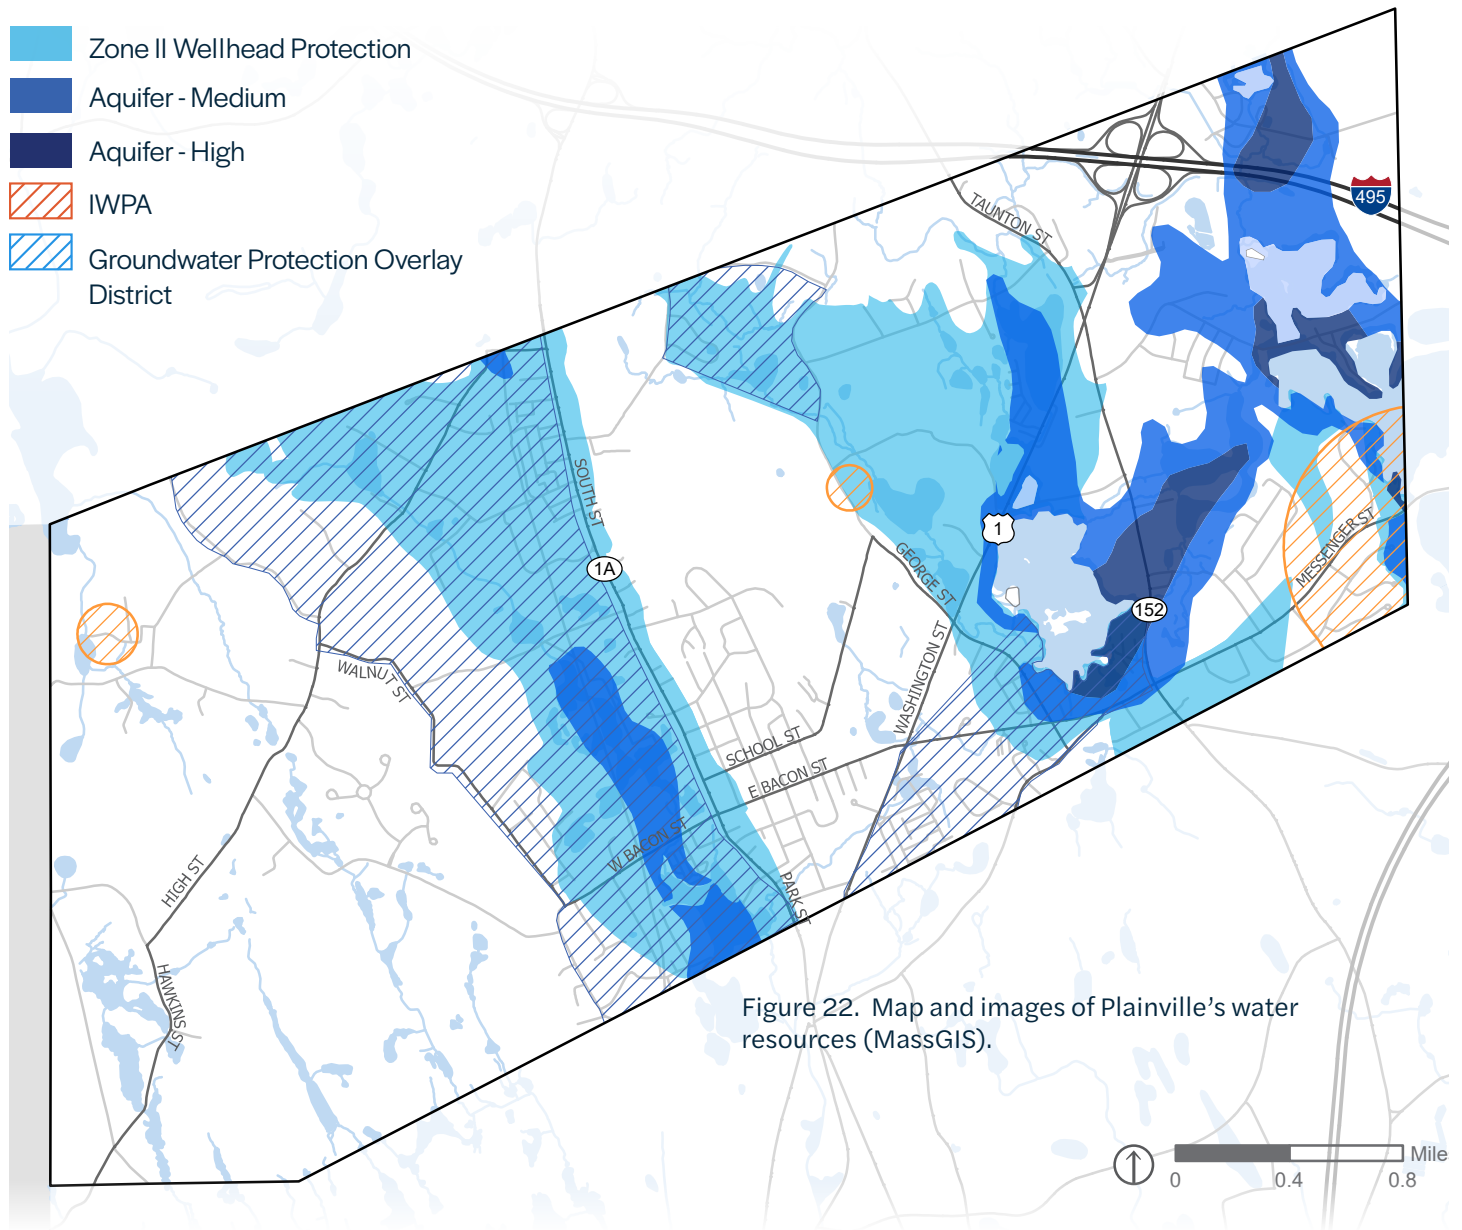 Zone II Wellhead Protection
Aquifer - Medium
Aquifer - High
IWPA
Groundwater Protection Overlay
District
495
TAUNTON ST
SOUTH ST
1
1A
GEORGE ST
MESSENGER ST
152
WALNUT ST
WASHINGTON ST
SCHOOL ST
E BACON ST
W BACON ST
HIGH ST
PARK ST
HAWKINS ST
Figure 22. Map and images of Plainville's water
resources (MassGIS).
Mile
0 0.4 0.8